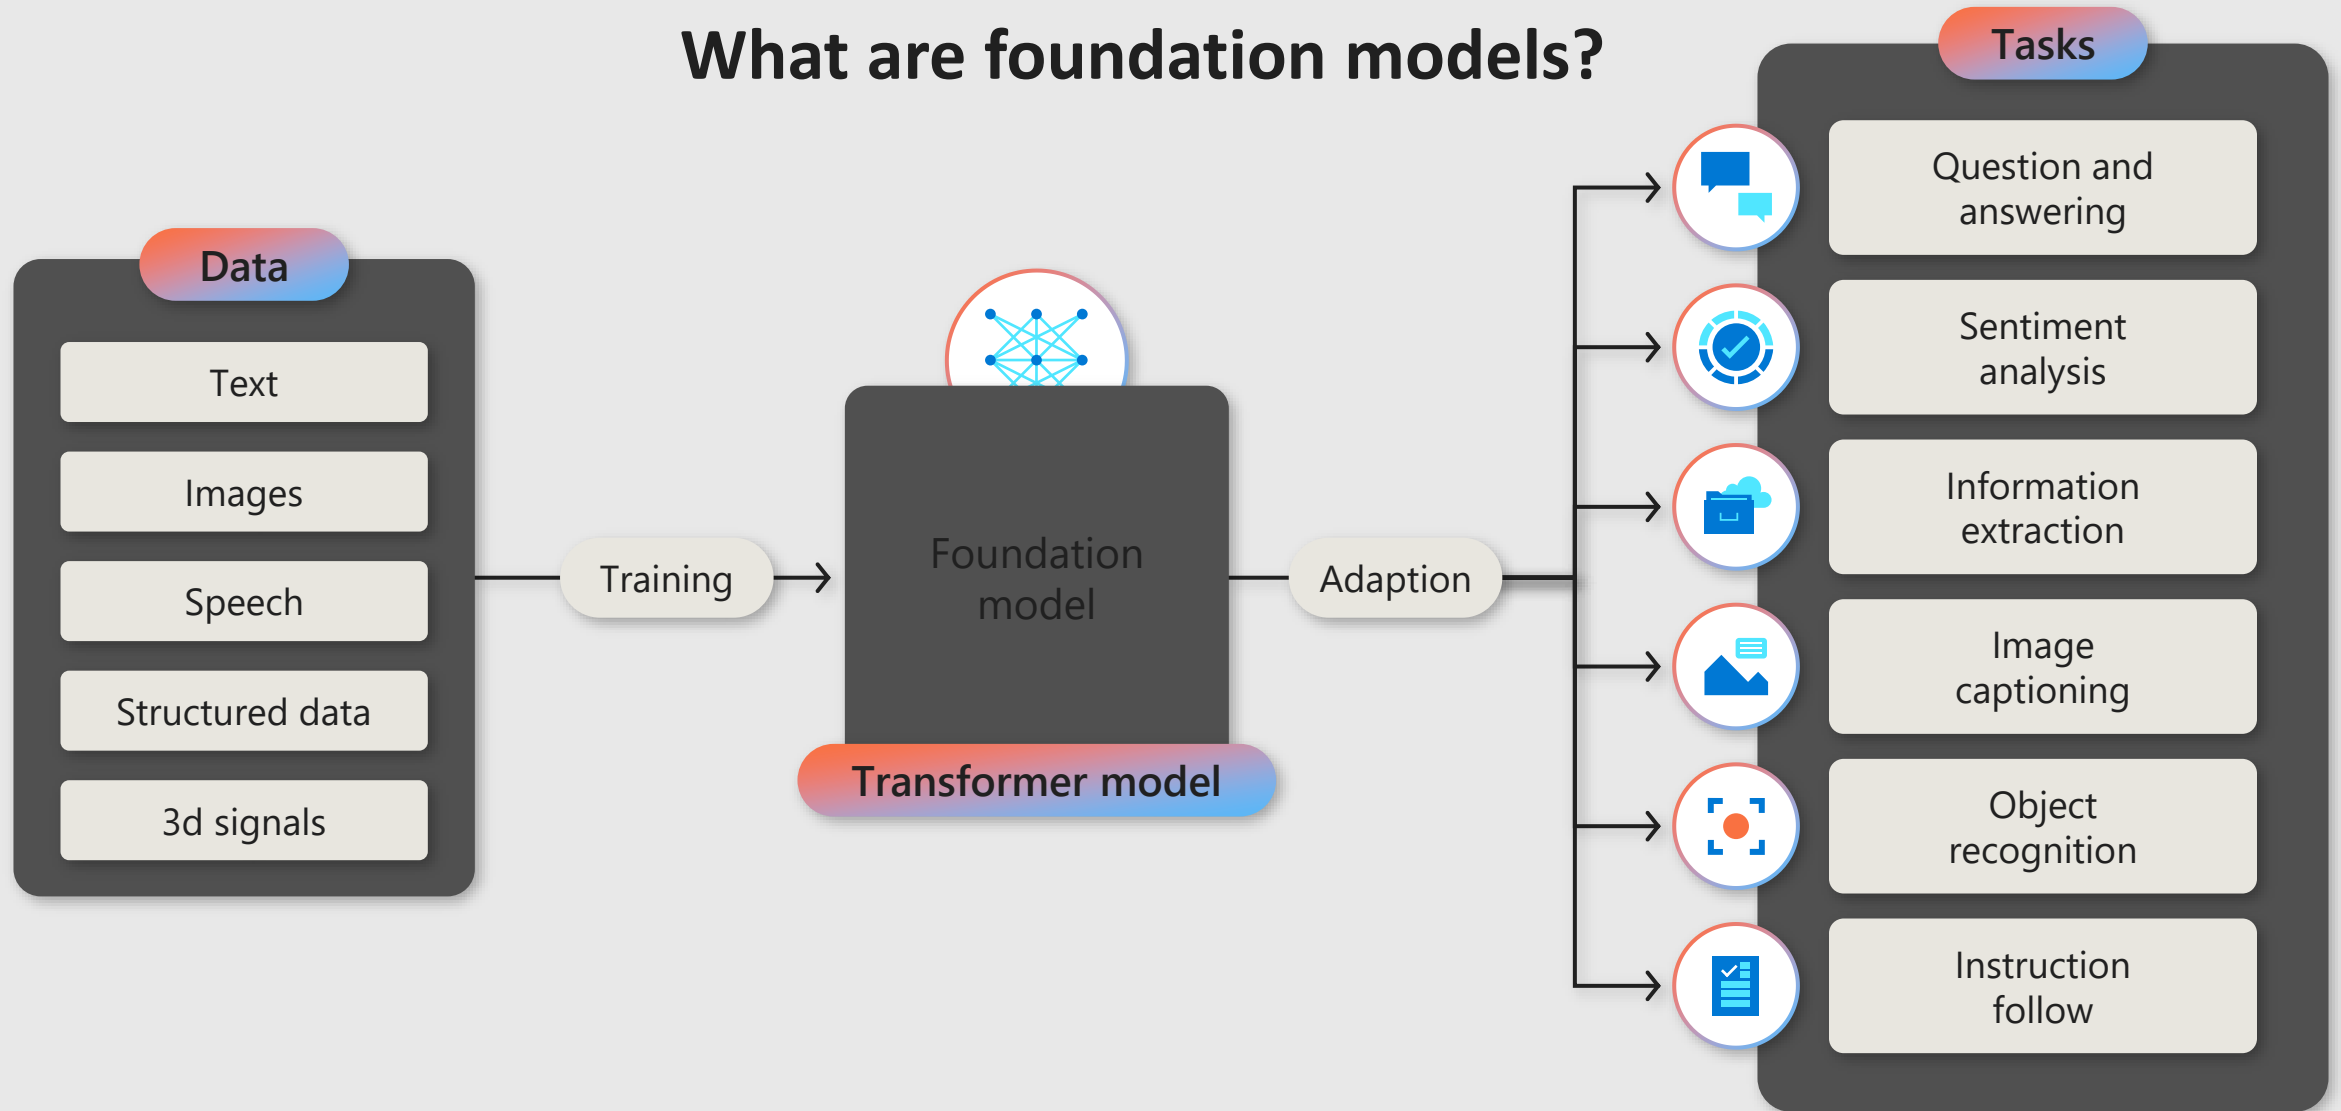 What are foundation models?
Data
Text
Images
Speech
Structured data
3d signals
Training
Foundation
model
Transformer model
Adaption
Tasks
Question and
answering
Sentiment
analysis
Information
extraction
Image
captioning
Object
recognition
Instruction
follow